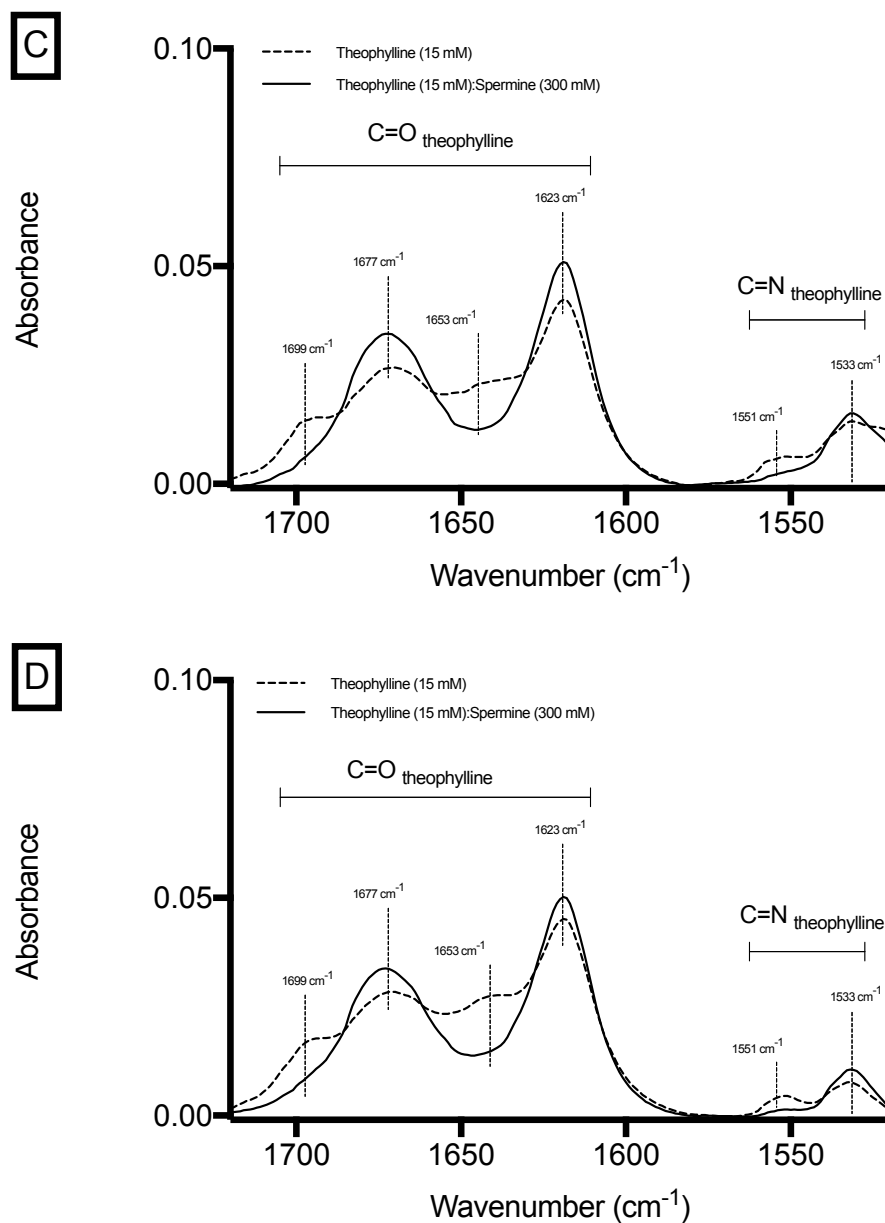 C
0.10
Theophylline (15 mM)
Theophylline (15 mM):Spermine (300 mM)
C=O theophylline
1623 cm-1
1677 cm-1
1653 cm-1
1699 cm-1
C=N theophylline
1533 cm-1
1551 cm-1
Absorbance
0.05
0.00
1700 1650 1600 1550
Wavenumber (cm-1)
D
0.10
Theophylline (15 mM)
Theophylline (15 mM):Spermine (300 mM)
C=O theophylline
1623 cm-1
1677 cm-1
1653 cm-1
1699 cm-1
C=N theophylline
1533 cm-1
1551 cm-1
Absorbance
0.05
0.00
1700 1650 1600 1550
Wavenumber (cm-1)